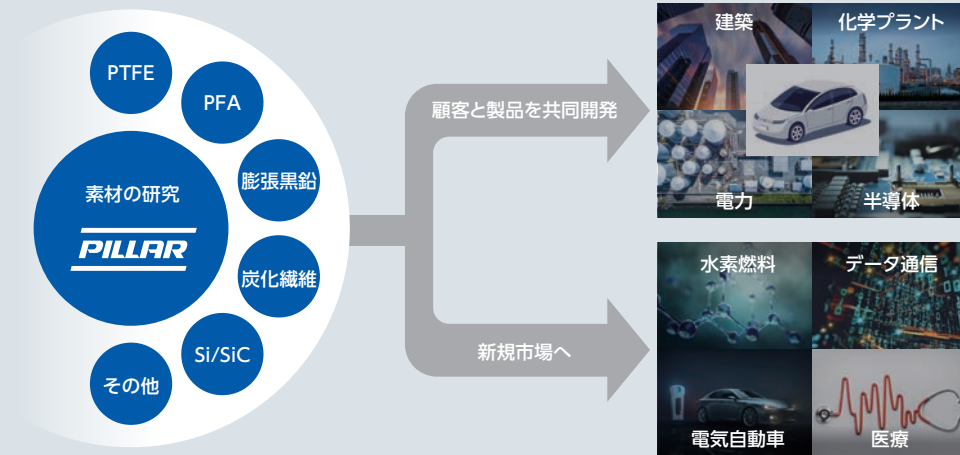 PTFE
PFA
膨張黒鉛
炭化繊維
Si/SiC
その他
素材の研究
PILLAR
顧客と製品を共同開発
新規市場へ
建築
化学プラント
電力
半導体
水素燃料
データ通信
電気自動車
医療